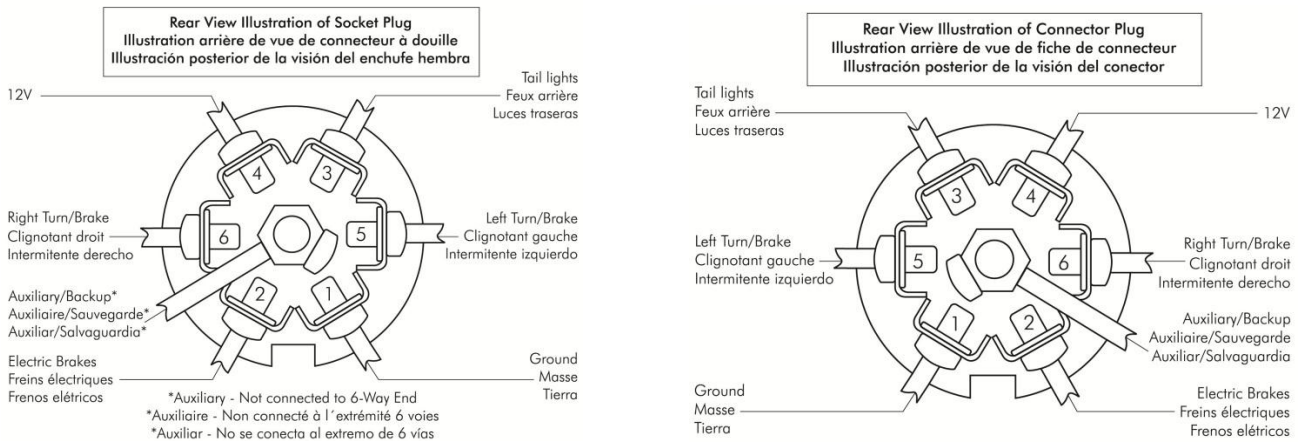 Rear View Illustration of Socket Plug
Illustration arrière de vue de connecteur à douille
Illustración posterior de la visión del enchufe hembra
12V
Tail lights
Feux arrière
Luces traseras
4
3
Right Turn/Brake
Clignotant droit
Intermitente derecho
6
5
Left Turn/Brake
Clignotant gauche
Intermitente izquierdo
Auxiliary/Backup*
Auxiliaire/Sauvegarde*
Auxiliar/Salvaguardia*
2
1
Electric Brakes
Freins électriques
Frenos elétricos
Ground
Masse
Tierra
*Auxiliary - Not connected to 6-Way End
*Auxiliaire - Non connecté à l´extrémité 6 voies
*Auxiliar - No se conecta al extremo de 6 vías
Rear View Illustration of Connector Plug
Illustration arrière de vue de fiche de connecteur
Illustración posterior de la visión del conector
Tail lights
Feux arrière
Luces traseras
12V
3
4
Left Turn/Brake
Clignotant gauche
Intermitente izquierdo
5
6
Right Turn/Brake
Clignotant droit
Intermitente derecho
Auxiliary/Backup
Auxiliaire/Sauvegarde
Auxiliar/Salvaguardia
1
2
Ground
Masse
Tierra
Electric Brakes
Freins électriques
Frenos elétricos